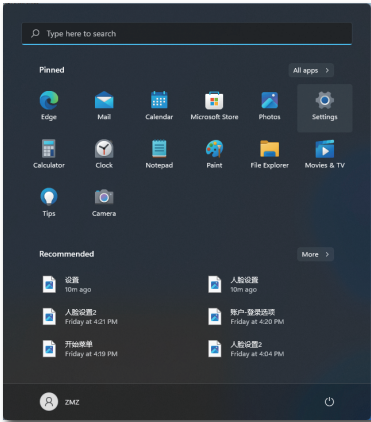 Type here to search
Pinned
All apps >
Edge
Mail
Calendar
Microsoft Store
Photos
Settings
Calculator
Clock
Notepad
Paint
File Explorer
Movies & TV
Tips
Camera
Recommended
More >
设置
10m ago
人脸设置
10m ago
人脸设置2
Friday at 4:21 PM
账户-登录选项
Friday at 4:20 PM
开始菜单
Friday at 4:19 PM
人脸设置2
Friday at 4:04 PM
ZMZ